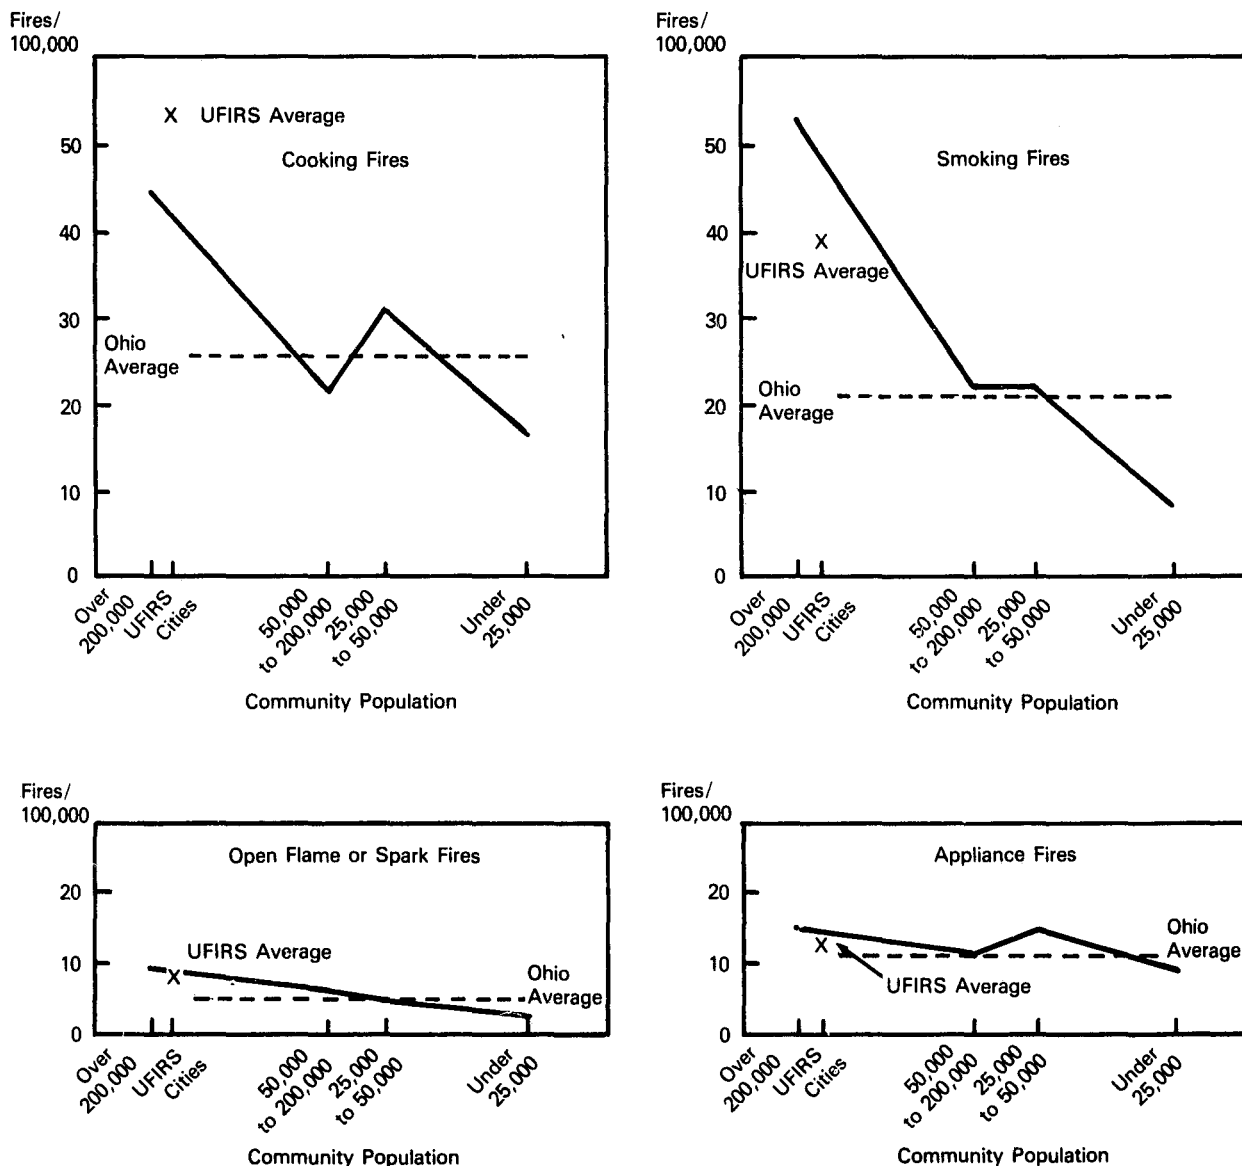 Fires/
100,000
X UFIRS Average
Cooking Fires
50
40
30
20
10
0
Ohio
Average
Over
200,000
UFIRS
Cities
50,000
to 200,000
25,000
to 50,000
Under
25,000
Community Population
Fires/
100,000
Smoking Fires
50
40
30
20
10
0
X
UFIRS Average
Ohio
Average
Over
200,000
UFIRS
Cities
50,000
to 200,000
25,000
to 50,000
Under
25,000
Community Population
Fires/
100,000
Open Flame or Spark Fires
20
10
0
UFIRS Average
X
Ohio
Average
Over
200,000
UFIRS
Cities
50,000
to 200,000
25,000
to 50,000
Under
25,000
Community Population
Fires/
100,000
Appliance Fires
20
10
0
X
UFIRS Average
Ohio
Average
Over
200,000
UFIRS
Cities
50,000
to 200,000
25,000
to 50,000
Under
25,000
Community Population